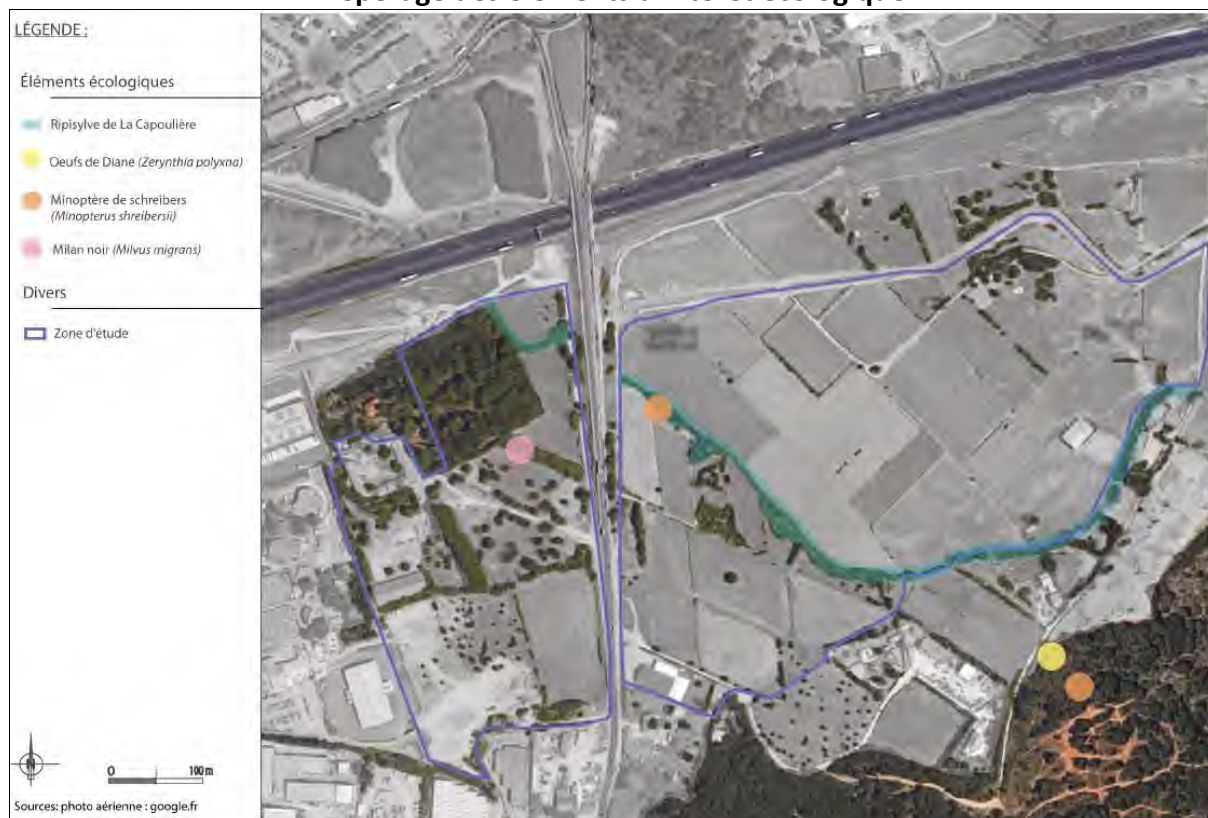 LÉGENDE :
Éléments écologiques
Ripisylve de La Capoulière
Oeufs de Diane (Zerynthia polyxna)
Minoptère de schreibers
(Minopterus shreibersii)
Milan noir (Milvus migrans)
Divers
Zone d'étude
N
0 100 m
Sources: photo aérienne : google.fr